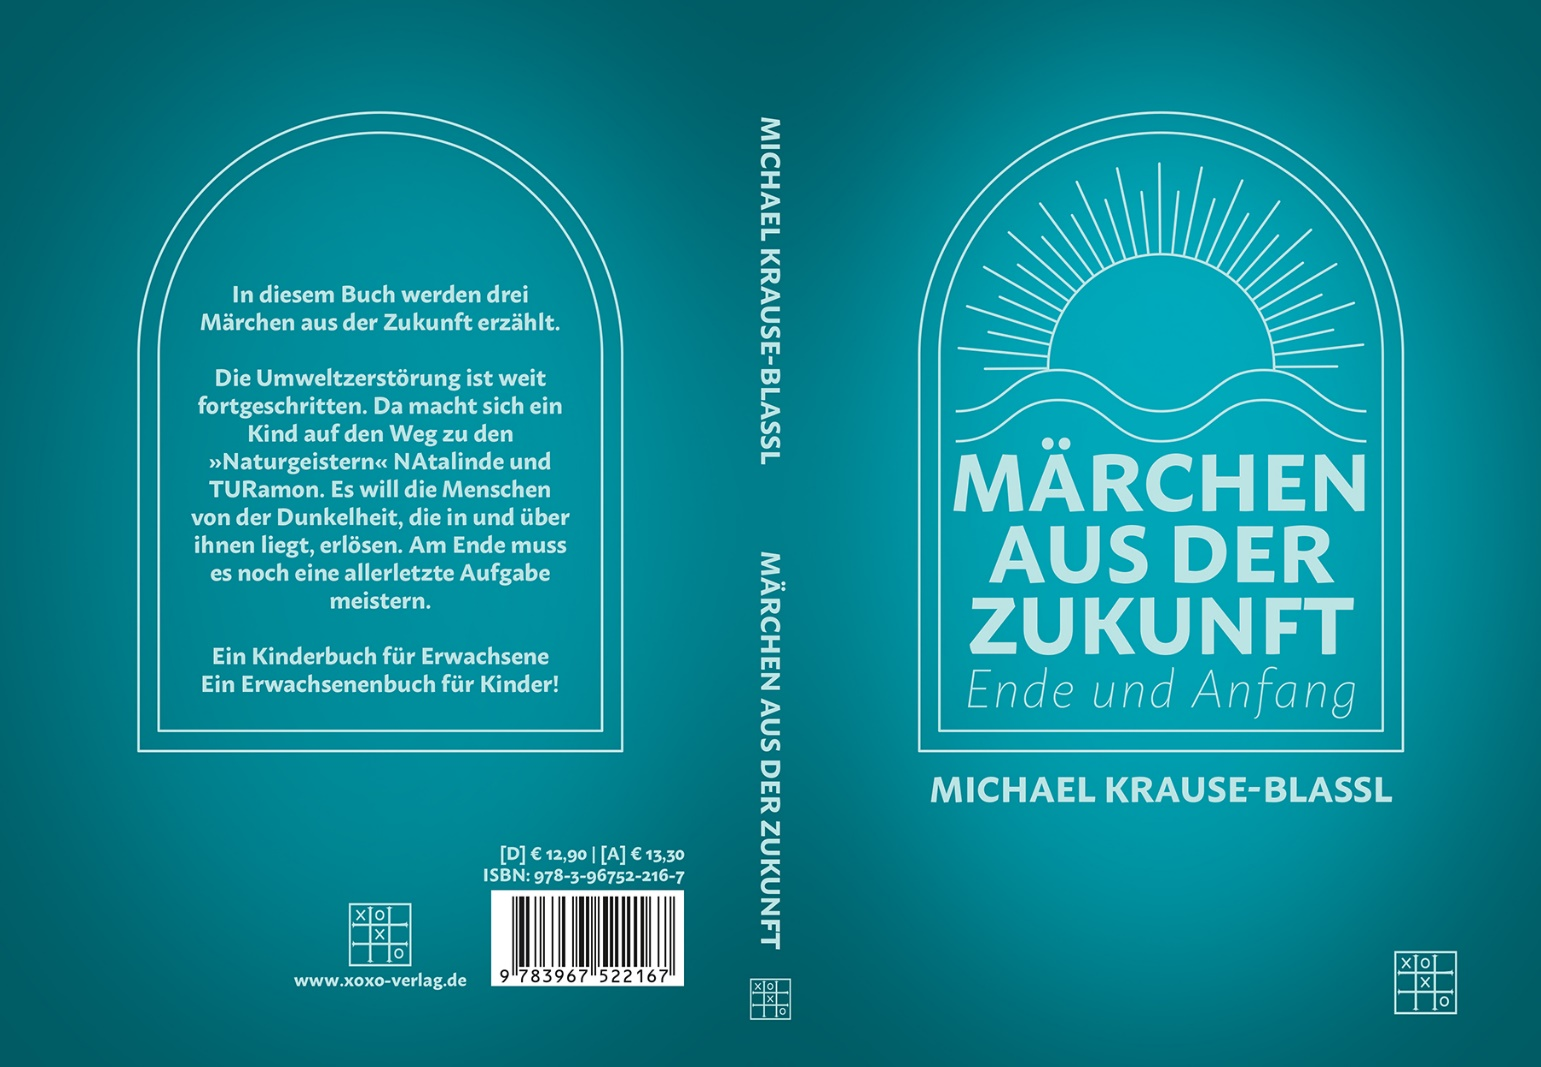 In diesem Buch werden drei
Märchen aus der Zukunft erzählt.
Die Umweltzerstörung ist weit
fortgeschritten. Da macht sich ein
Kind auf den Weg zu den
»Naturgeistern« NAtalinde und
TURamon. Es will die Menschen
von der Dunkelheit, die in und über
ihnen liegt, erlösen. Am Ende muss
es noch eine allerletzte Aufgabe
meistern.
Ein Kinderbuch für Erwachsene
Ein Erwachsenenbuch für Kinder!
[D] € 12,90 | [A] € 13,30
ISBN: 978-3-96752-216-7
9 783967 522167
XO
X
O
www.xoxo-verlag.de
MICHAEL KRAUSE-BLASSL
MÄRCHEN AUS DER ZUKUNFT
XO
X
O
MÄRCHEN
AUS DER
ZUKUNFT
Ende und Anfang
MICHAEL KRAUSE-BLASSL
XO
X
O